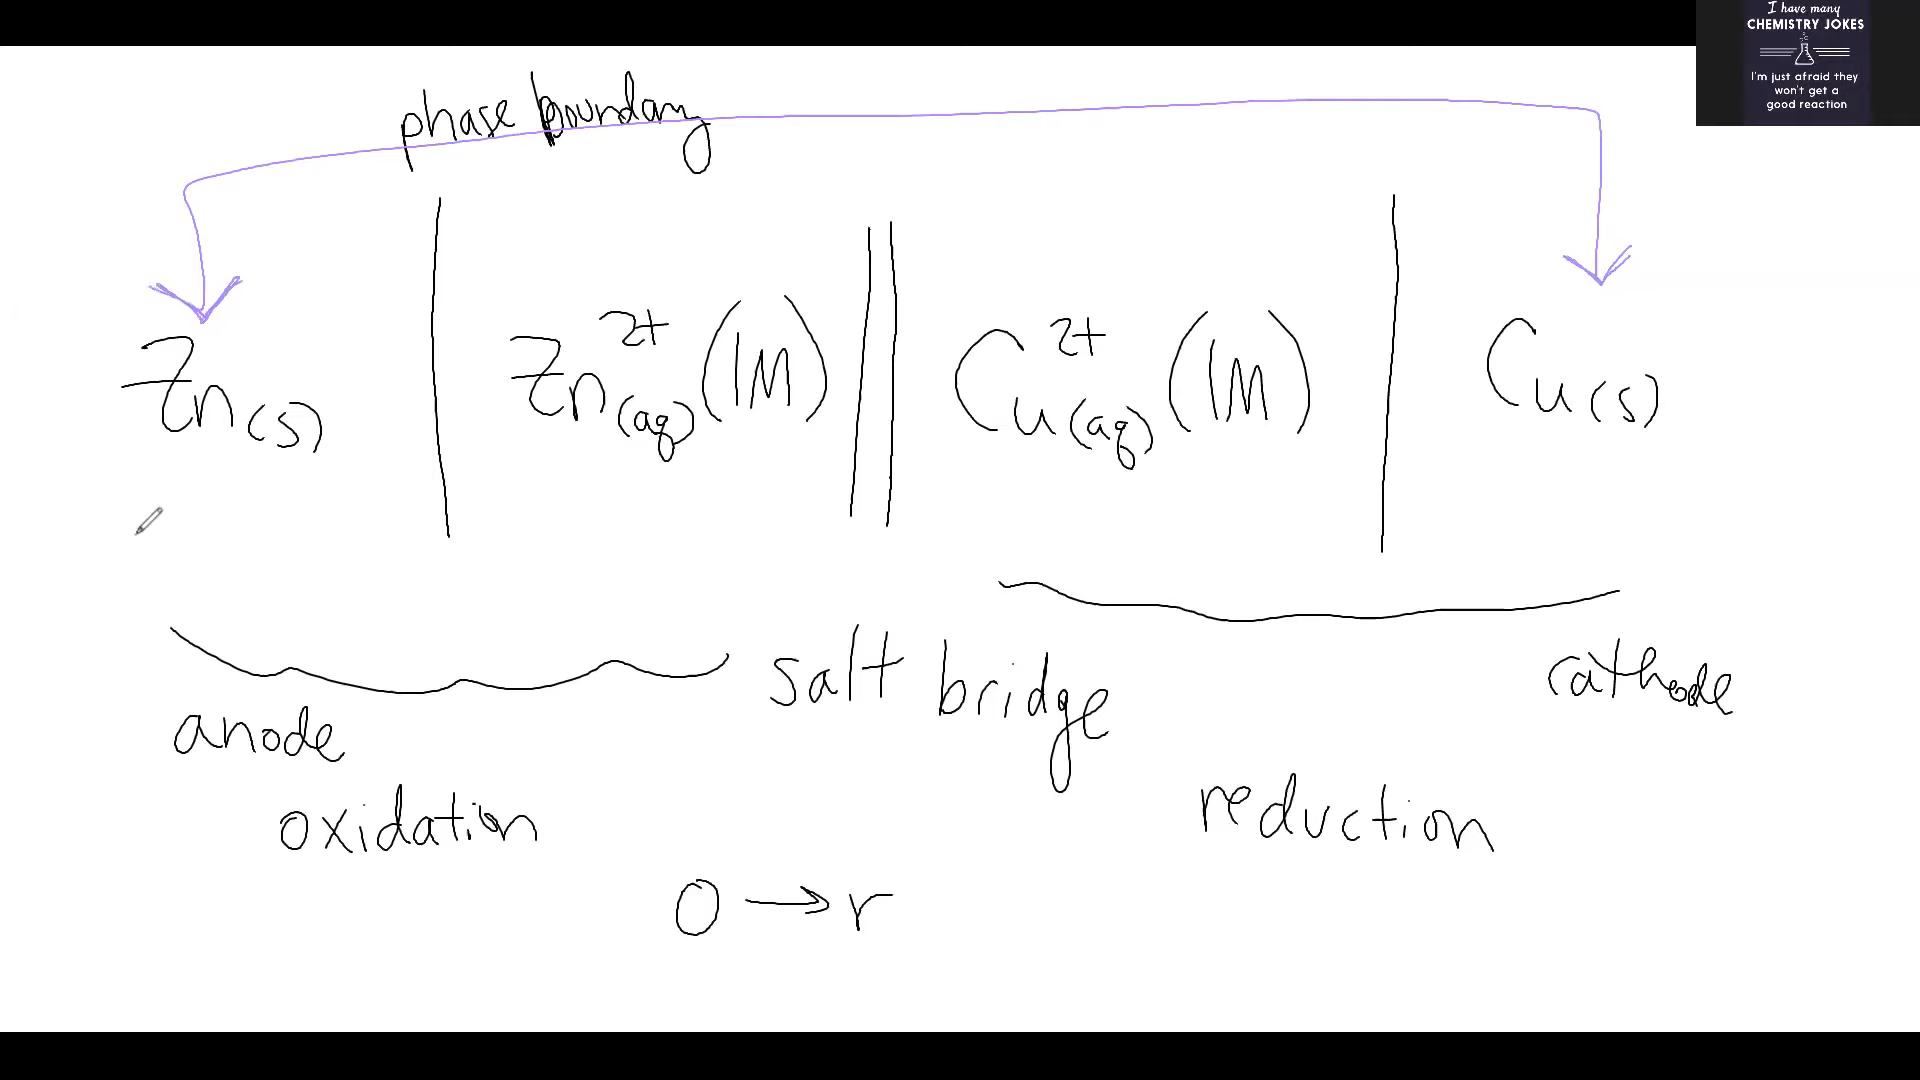 I have many
CHEMISTRY JOKES
I'm just afraid they
won't get a
good reaction
phase boundary
Zn(s) | Zn²⁺(aq) (1M) || Cu²⁺(aq) (1M) | Cu(s)
anode
salt bridge
cathode
oxidation
reduction
O → r